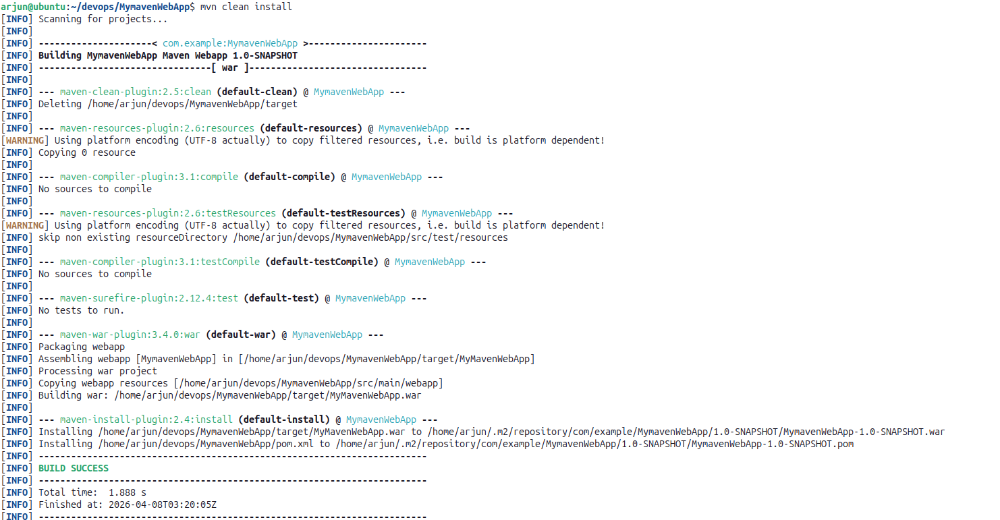 arjun@ubuntu:~/devops/MymavenWebApp$ mvn clean install
[INFO] Scanning for projects...
[INFO]
[INFO] ---------------------< com.example:MymavenWebApp >----------------------
[INFO] Building MymavenWebApp Maven Webapp 1.0-SNAPSHOT
[INFO] --------------------------------[ war ]---------------------------------
[INFO]
[INFO] --- maven-clean-plugin:2.5:clean (default-clean) @ MymavenWebApp ---
[INFO] Deleting /home/arjun/devops/MymavenWebApp/target
[INFO]
[INFO] --- maven-resources-plugin:2.6:resources (default-resources) @ MymavenWebApp ---
[WARNING] Using platform encoding (UTF-8 actually) to copy filtered resources, i.e. build is platform dependent!
[INFO] Copying 0 resource
[INFO]
[INFO] --- maven-compiler-plugin:3.1:compile (default-compile) @ MymavenWebApp ---
[INFO] No sources to compile
[INFO]
[INFO] --- maven-resources-plugin:2.6:testResources (default-testResources) @ MymavenWebApp ---
[WARNING] Using platform encoding (UTF-8 actually) to copy filtered resources, i.e. build is platform dependent!
[INFO] skip non existing resourceDirectory /home/arjun/devops/MymavenWebApp/src/test/resources
[INFO]
[INFO] --- maven-compiler-plugin:3.1:testCompile (default-testCompile) @ MymavenWebApp ---
[INFO] No sources to compile
[INFO]
[INFO] --- maven-surefire-plugin:2.12.4:test (default-test) @ MymavenWebApp ---
[INFO] No tests to run.
[INFO]
[INFO] --- maven-war-plugin:3.4.0:war (default-war) @ MymavenWebApp ---
[INFO] Packaging webapp
[INFO] Assembling webapp [MymavenWebApp] in [/home/arjun/devops/MymavenWebApp/target/MyMavenWebApp]
[INFO] Processing war project
[INFO] Copying webapp resources [/home/arjun/devops/MymavenWebApp/src/main/webapp]
[INFO] Building war: /home/arjun/devops/MymavenWebApp/target/MyMavenWebApp.war
[INFO]
[INFO] --- maven-install-plugin:2.4:install (default-install) @ MymavenWebApp ---
[INFO] Installing /home/arjun/devops/MymavenWebApp/target/MyMavenWebApp.war to /home/arjun/.m2/repository/com/example/MymavenWebApp/1.0-SNAPSHOT/MymavenWebApp-1.0-SNAPSHOT.war
[INFO] Installing /home/arjun/devops/MymavenWebApp/pom.xml to /home/arjun/.m2/repository/com/example/MymavenWebApp/1.0-SNAPSHOT/MymavenWebApp-1.0-SNAPSHOT.pom
[INFO] ------------------------------------------------------------------------
[INFO] BUILD SUCCESS
[INFO] ------------------------------------------------------------------------
[INFO] Total time:  1.888 s
[INFO] Finished at: 2026-04-08T03:20:05Z
[INFO] ------------------------------------------------------------------------